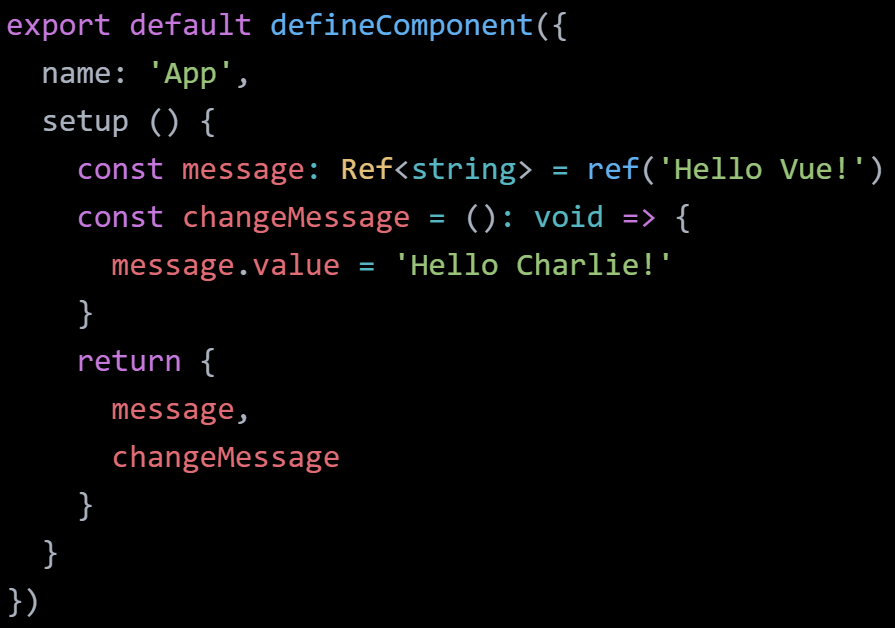 export default defineComponent({
  name: 'App',
  setup () {
    const message: Ref<string> = ref('Hello Vue!')
    const changeMessage = (): void => {
      message.value = 'Hello Charlie!'
    }
    return {
      message,
      changeMessage
    }
  }
})